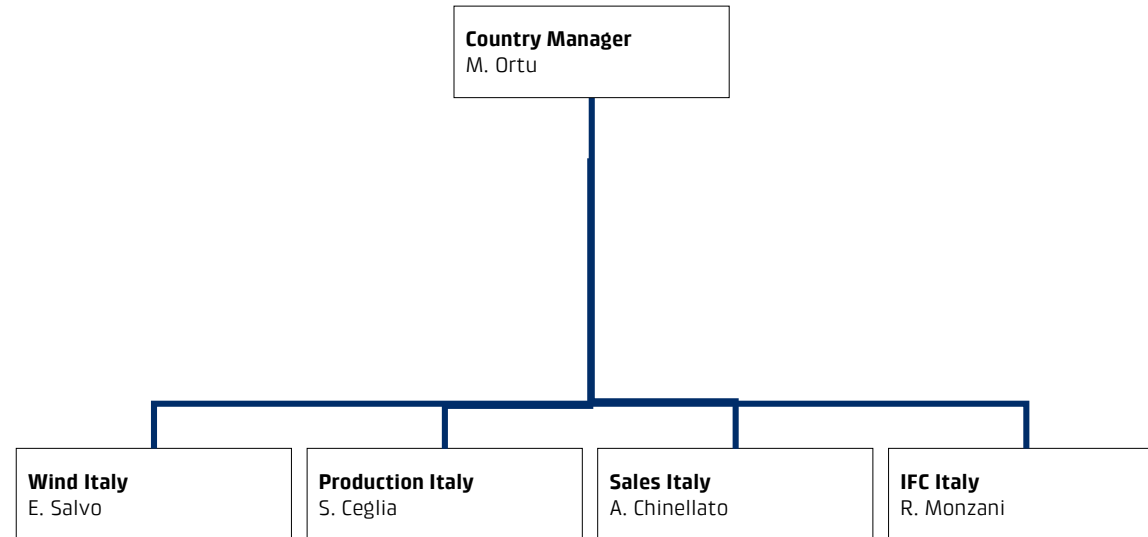 Country Manager
M. Ortu
Wind Italy
E. Salvo
Production Italy
S. Ceglia
Sales Italy
A. Chinellato
IFC Italy
R. Monzani